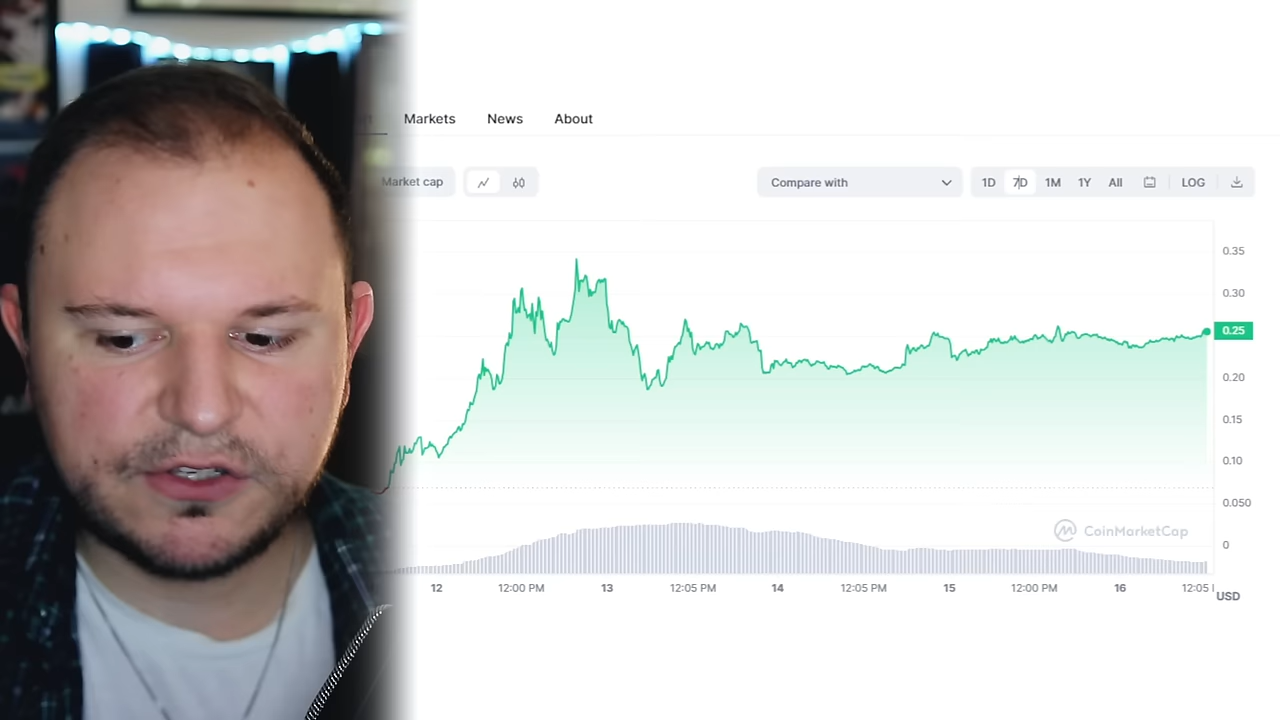 Markets News About
Market cap
Compare with
1D 7D 1M 1Y All LOG
0.35
0.30
0.25
0.20
0.15
0.10
0.050
0
CoinMarketCap
12 12:00 PM 13 12:05 PM 14 12:05 PM 15 12:00 PM 16 12:05
USD